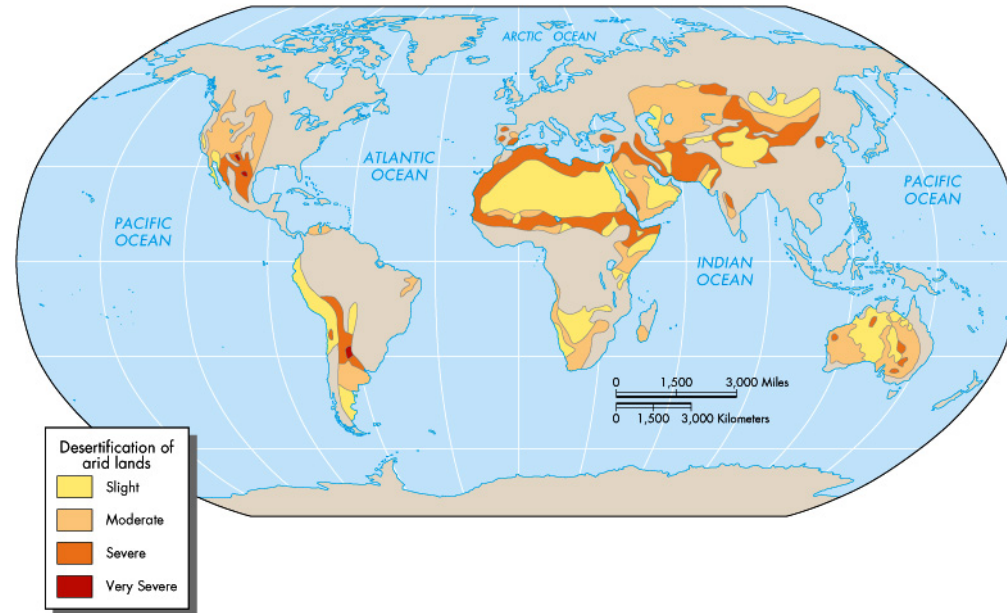 ARCTIC OCEAN
ATLANTIC
OCEAN
PACIFIC
OCEAN
PACIFIC
OCEAN
INDIAN
OCEAN
0 1,500 3,000 Miles
0 1,500 3,000 Kilometers
Desertification of
arid lands
Slight
Moderate
Severe
Very Severe